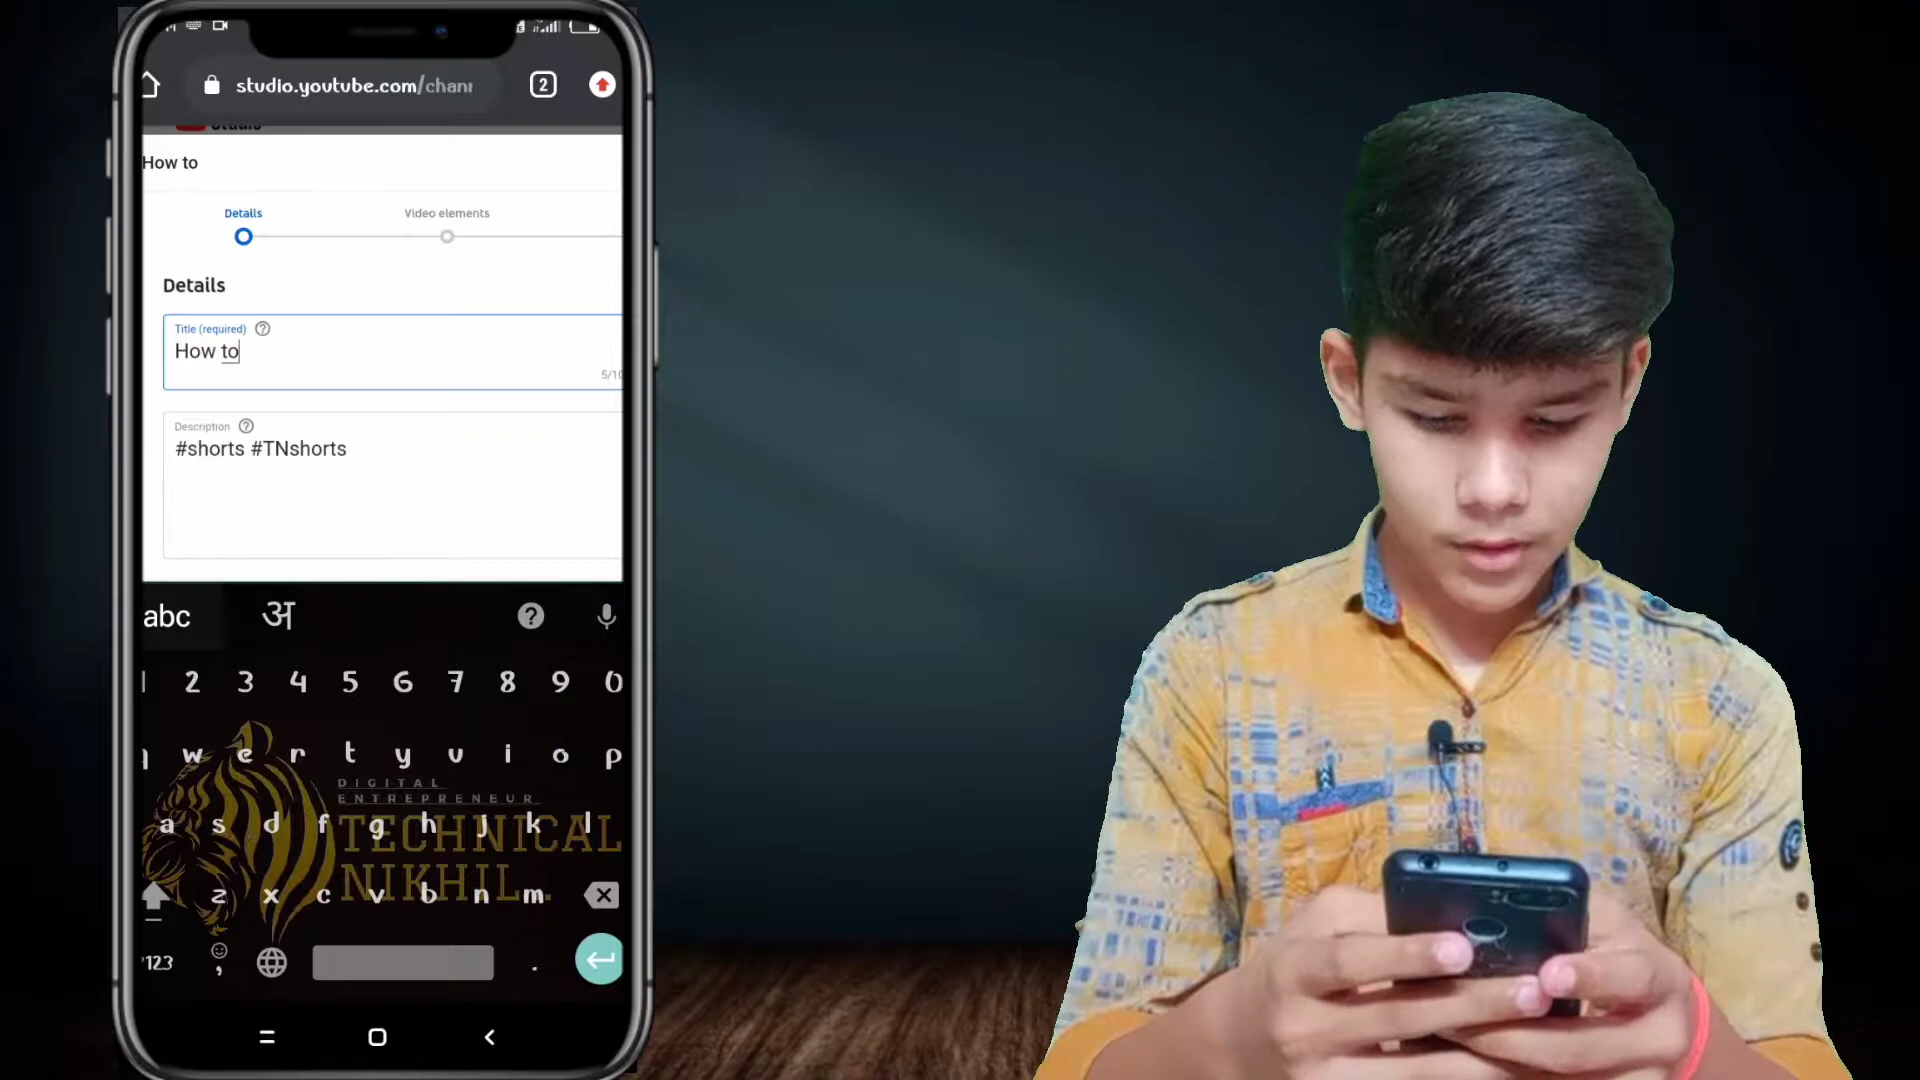 studio.youtube.com/chan
2
Studio
How to
Details
Video elements
Details
Title (required) ?
How to
5/10
Description ?
#shorts #TNshorts
abc अ ?
2 3 4 5 6 7 8 9 0
w e r t y u i o p
DIGITAL
ENTREPRENEUR
a s d f g h j k l
TECHNICAL
NIKHIL.
z x c v b n m
?123 , .